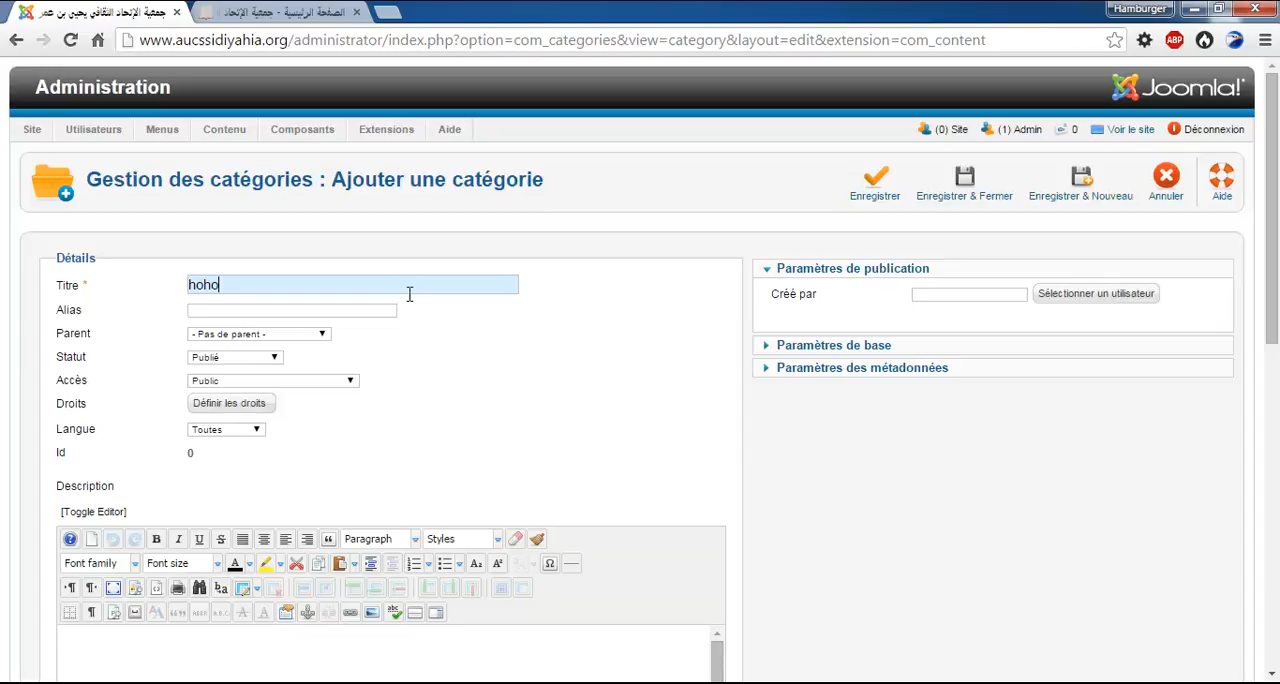 جمعية الإتحاد الثقافي يحيى بن عمر
الصفحة الرئيسية - جمعية الإتحاد
Hamburger
www.aucssidiyahia.org/administrator/index.php?option=com_categories&view=category&layout=edit&extension=com_content
ABP
Administration
Joomla!
Site Utilisateurs Menus Contenu Composants Extensions Aide
(0) Site (1) Admin 0 Voir le site Déconnexion
Gestion des catégories : Ajouter une catégorie
Enregistrer Enregistrer & Fermer Enregistrer & Nouveau Annuler Aide
Détails
Titre * hoho
Alias
Parent - Pas de parent -
Statut Publié
Accès Public
Droits Définir les droits
Langue Toutes
Id 0
Description
[Toggle Editor]
Paragraph Styles
Font family Font size
Paramètres de publication
Créé par Sélectionner un utilisateur
Paramètres de base
Paramètres des métadonnées